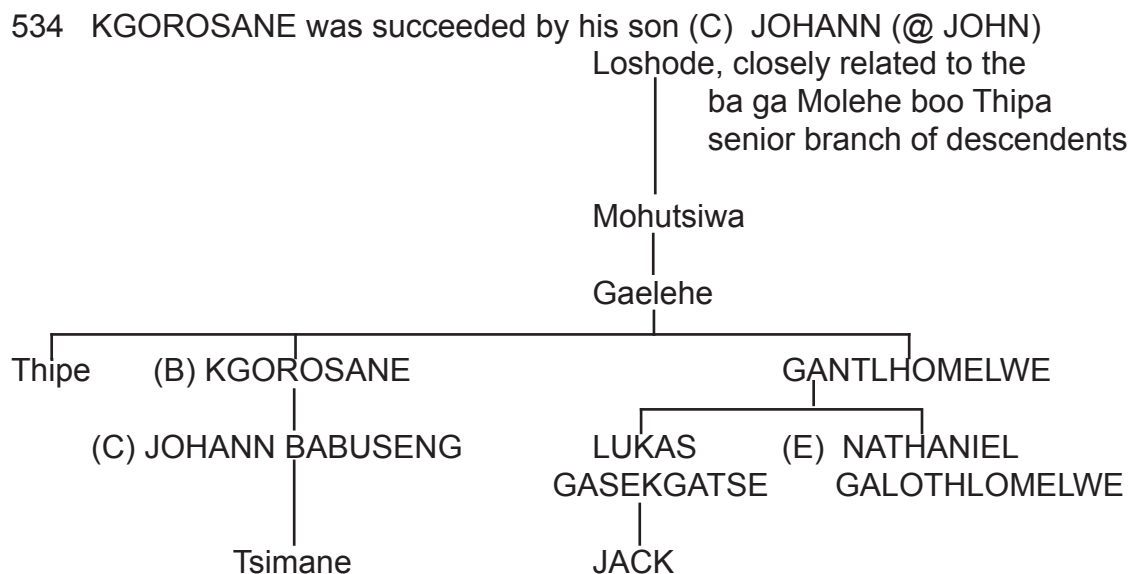 534 KGOROSANE was succeeded by his son (C) JOHANN (@ JOHN)
Loshode, closely related to the
ba ga Molehe boo Thipa
senior branch of descendents
Mohutsiwa
Gaelehe
Thipe (B) KGOROSANE GANTLHOMELWE
(C) JOHANN BABUSENG LUKAS (E) NATHANIEL
GASEKGATSE GALOTHLOMELWE
Tsimane JACK